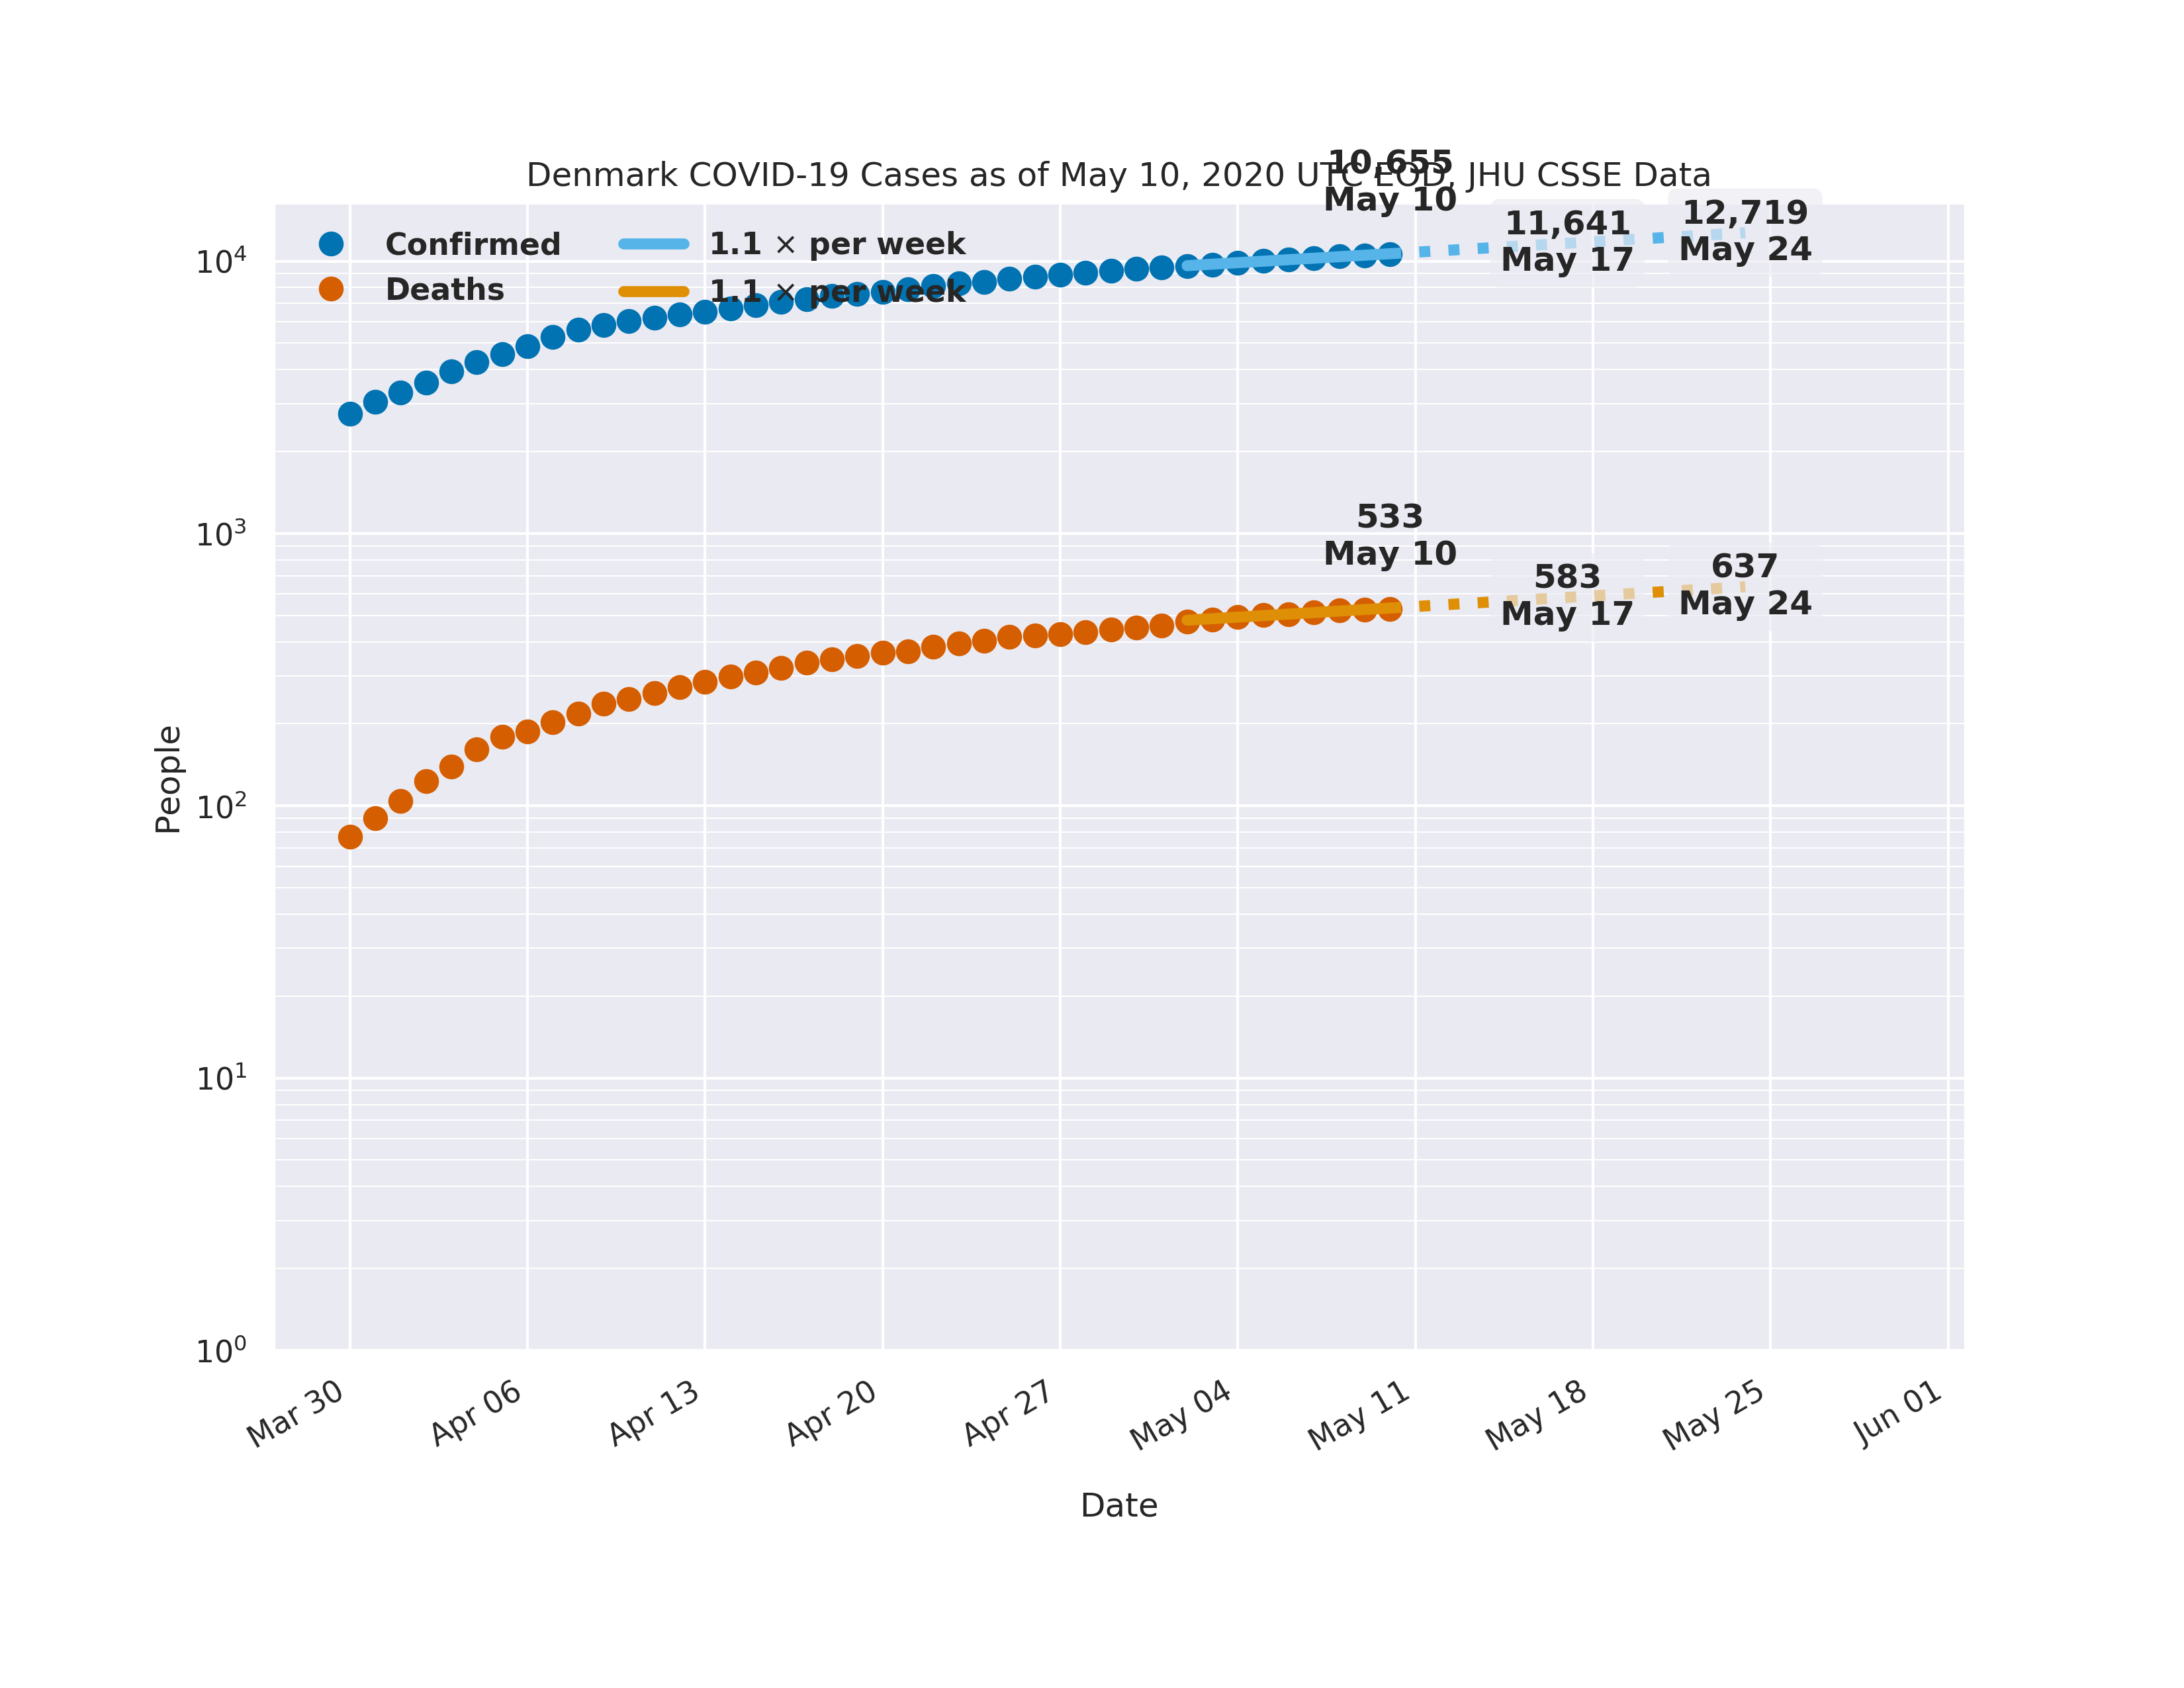 Denmark COVID-19 Cases as of May 10, 2020 UTC EOD, JHU CSSE Data
10,655
May 10
11,641
May 17
12,719
May 24
Confirmed
Deaths
1.1 × per week
1.1 × per week
533
May 10
583
May 17
637
May 24
10⁴
10³
10²
10¹
10⁰
People
Mar 30
Apr 06
Apr 13
Apr 20
Apr 27
May 04
May 11
May 18
May 25
Jun 01
Date